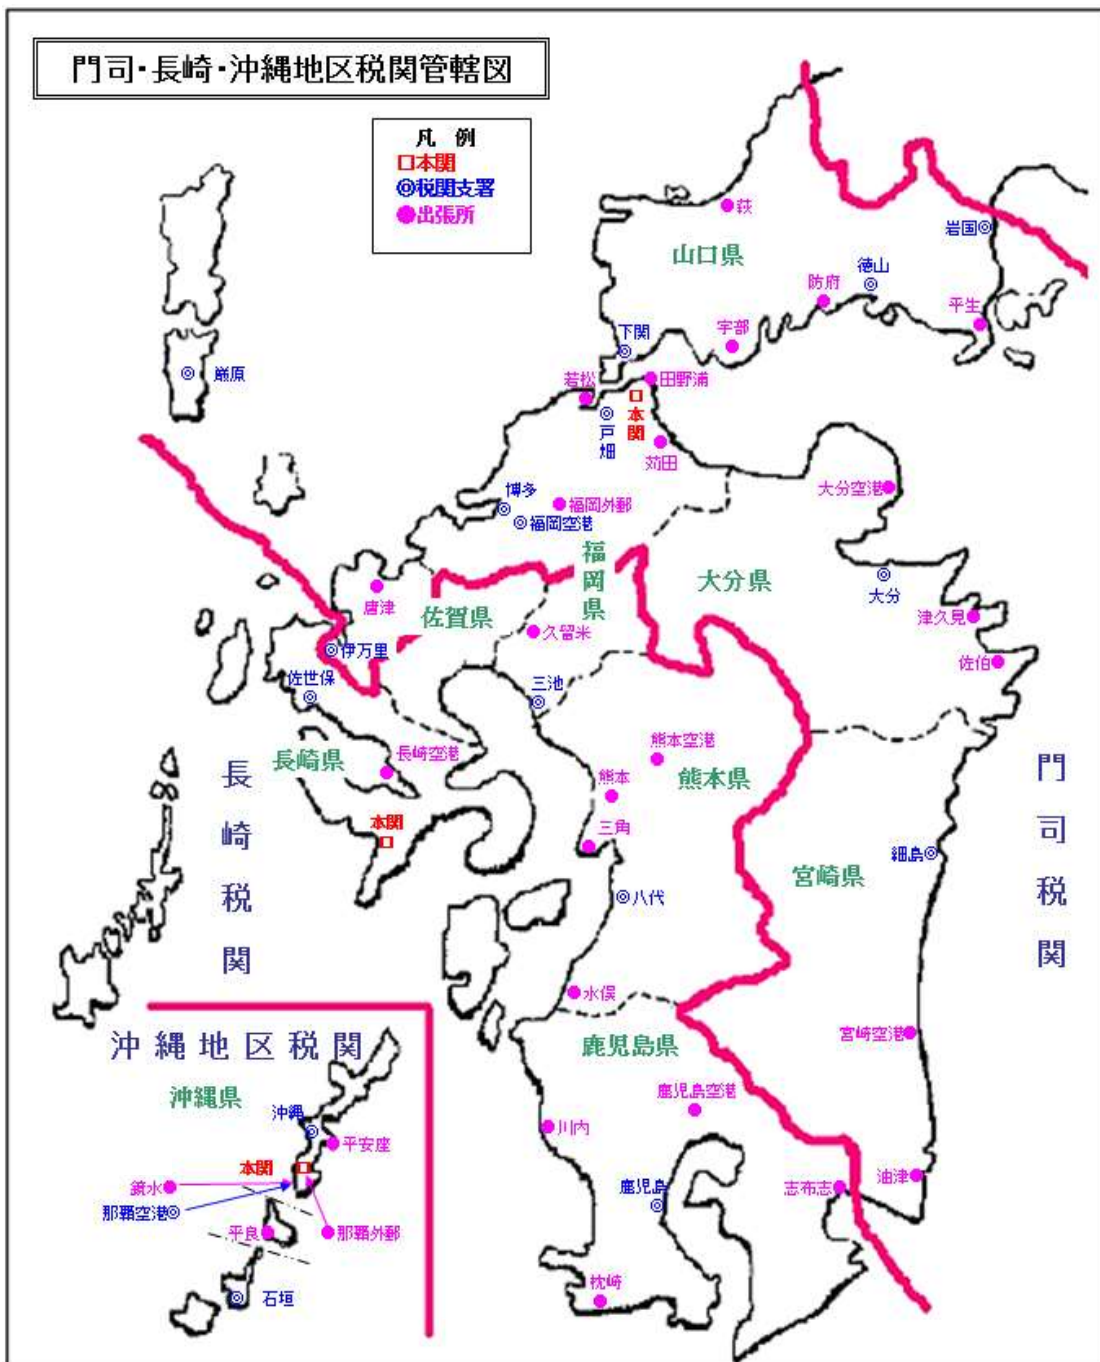 門司・長崎・沖縄地区税関管轄図
凡 例
本関
税関支署
出張所
萩
岩国
山口県
徳山
防府
平生
宇部
下関
厳原
若松
田野浦
本関
戸畑
苅田
大分空港
博多
福岡外郵
福岡空港
福岡県
大分県
大分
唐津
佐賀県
久留米
津久見
伊万里
佐伯
佐世保
三池
熊本空港
長崎県
長崎空港
熊本県
熊本
本関
三角
長崎税関
門司税関
細島
宮崎県
八代
水俣
宮崎空港
鹿児島県
沖縄地区税関
沖縄県
沖縄
平安座
本関
鏡水
那覇空港
平良
那覇外郵
石垣
鹿児島空港
川内
鹿児島
志布志
油津
枕崎